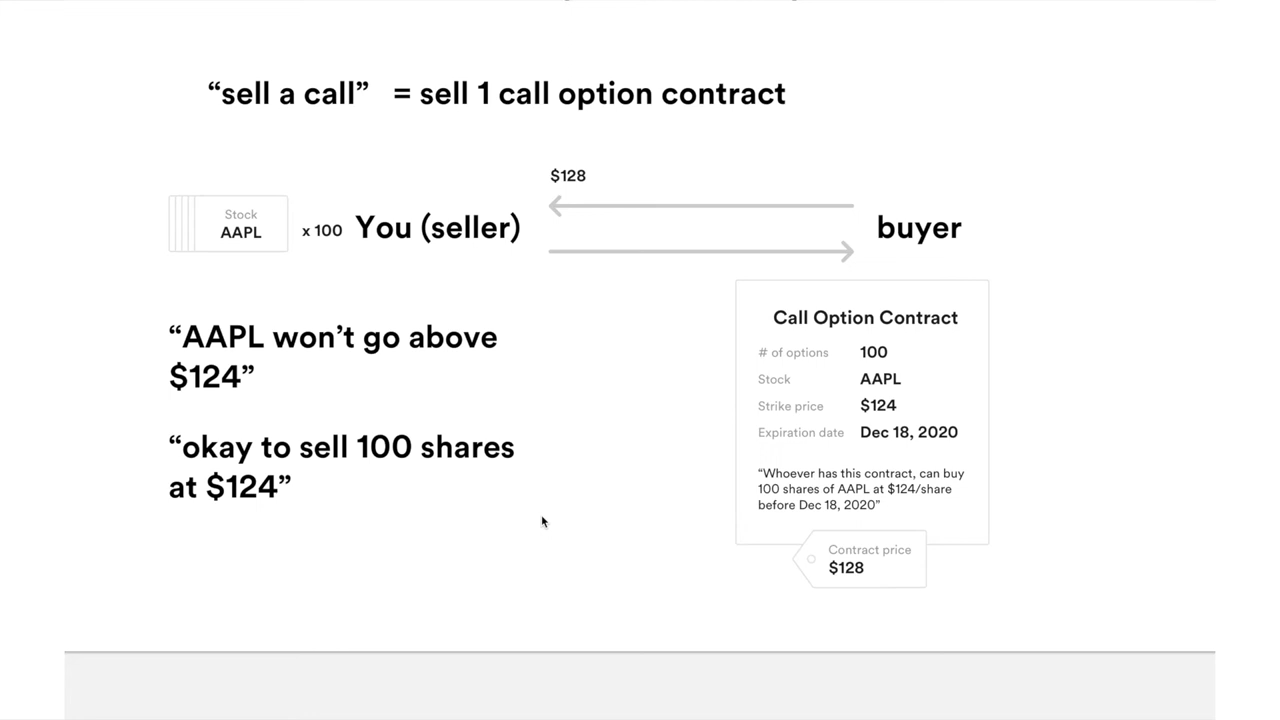 “sell a call” = sell 1 call option contract
$128
Stock
AAPL
x 100
You (seller)
buyer
“AAPL won’t go above
$124”
“okay to sell 100 shares
at $124”
Call Option Contract
# of options 100
Stock AAPL
Strike price $124
Expiration date Dec 18, 2020
“Whoever has this contract, can buy
100 shares of AAPL at $124/share
before Dec 18, 2020”
Contract price
$128